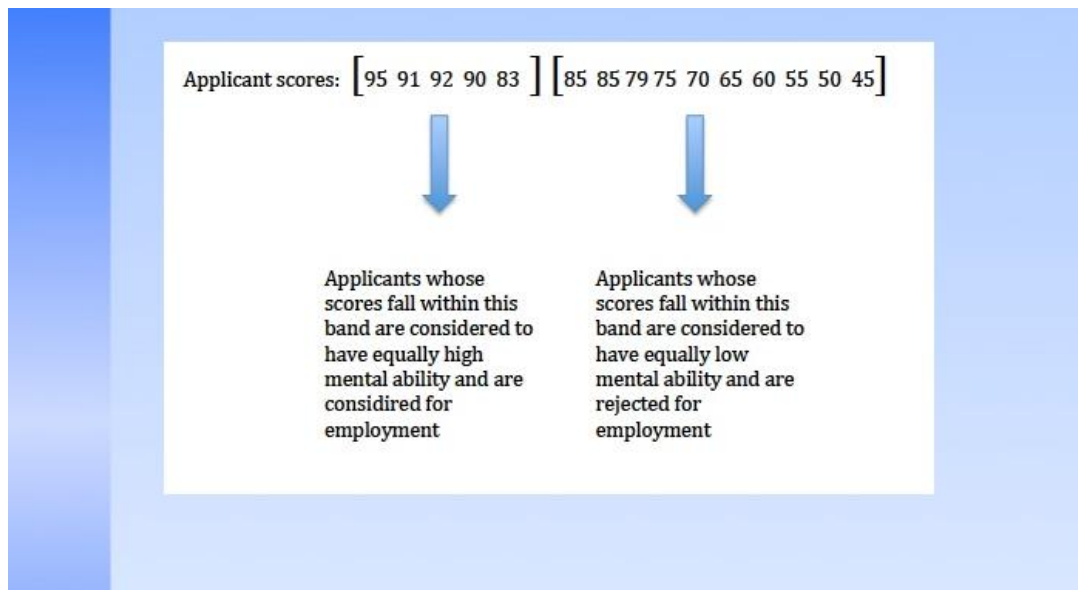 Applicant scores: [95 91 92 90 83 ] [85 85 79 75 70 65 60 55 50 45]
Applicants whose
scores fall within this
band are considered to
have equally high
mental ability and are
considired for
employment
Applicants whose
scores fall within this
band are considered to
have equally low
mental ability and are
rejected for
employment